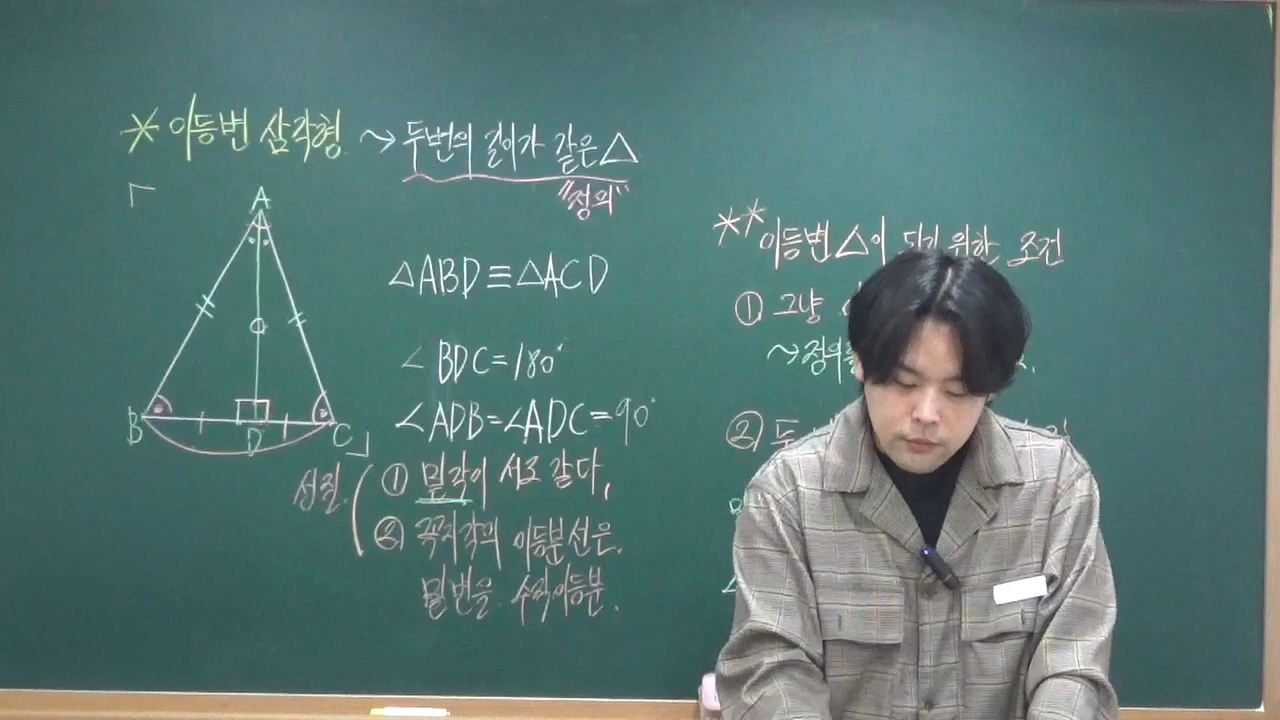 * 이등변 삼각형 ~> 두변의 길이가 같은 △
"정의"
A
B
D
C
△ABD≡△ACD
∠BDC=180°
∠ADB=∠ADC=90°
성질.
① 밑각이 서로 같다,
② 꼭지각의 이등분선은.
밑변을 수직이등분.
** 이등변 △이 되기 위한 조건
① 그냥
~> 정의
② 두